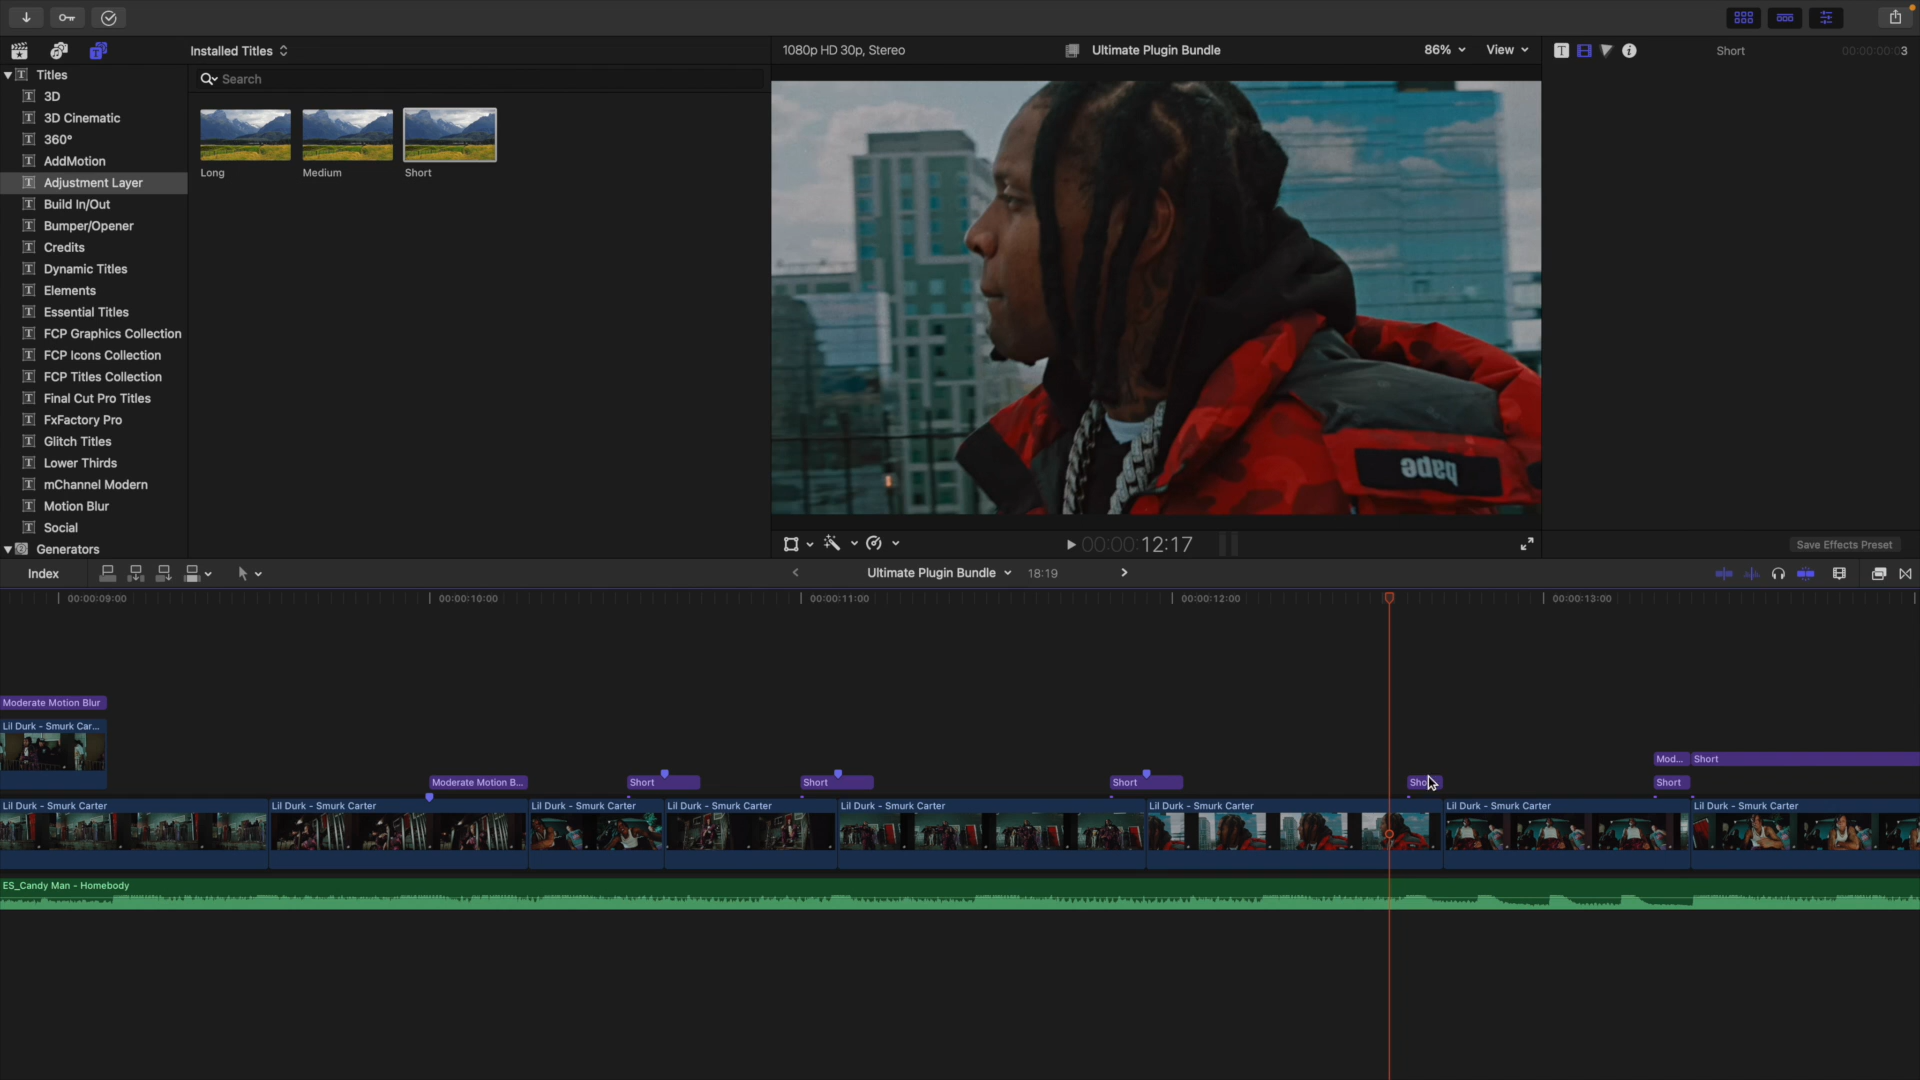 Installed Titles
1080p HD 30p, Stereo
Ultimate Plugin Bundle
86%
View
Short
00:00:00:03
Titles
Search
3D
3D Cinematic
360°
AddMotion
Adjustment Layer
Long
Medium
Short
Build In/Out
Bumper/Opener
Credits
Dynamic Titles
Elements
Essential Titles
FCP Graphics Collection
FCP Icons Collection
FCP Titles Collection
Final Cut Pro Titles
FxFactory Pro
Glitch Titles
Lower Thirds
mChannel Modern
Motion Blur
Social
Generators
bape
00:00:12:17
Save Effects Preset
Index
Ultimate Plugin Bundle
18:19
00:00:09:00
00:00:10:00
00:00:11:00
00:00:12:00
00:00:13:00
Moderate Motion Blur
Lil Durk - Smurk Car...
Mod...
Short
Moderate Motion B...
Short
Short
Short
Sho
Short
Lil Durk - Smurk Carter
Lil Durk - Smurk Carter
Lil Durk - Smurk Carter
Lil Durk - Smurk Carter
Lil Durk - Smurk Carter
Lil Durk - Smurk Carter
Lil Durk - Smurk Carter
Lil Durk - Smurk Carter
ES_Candy Man - Homebody